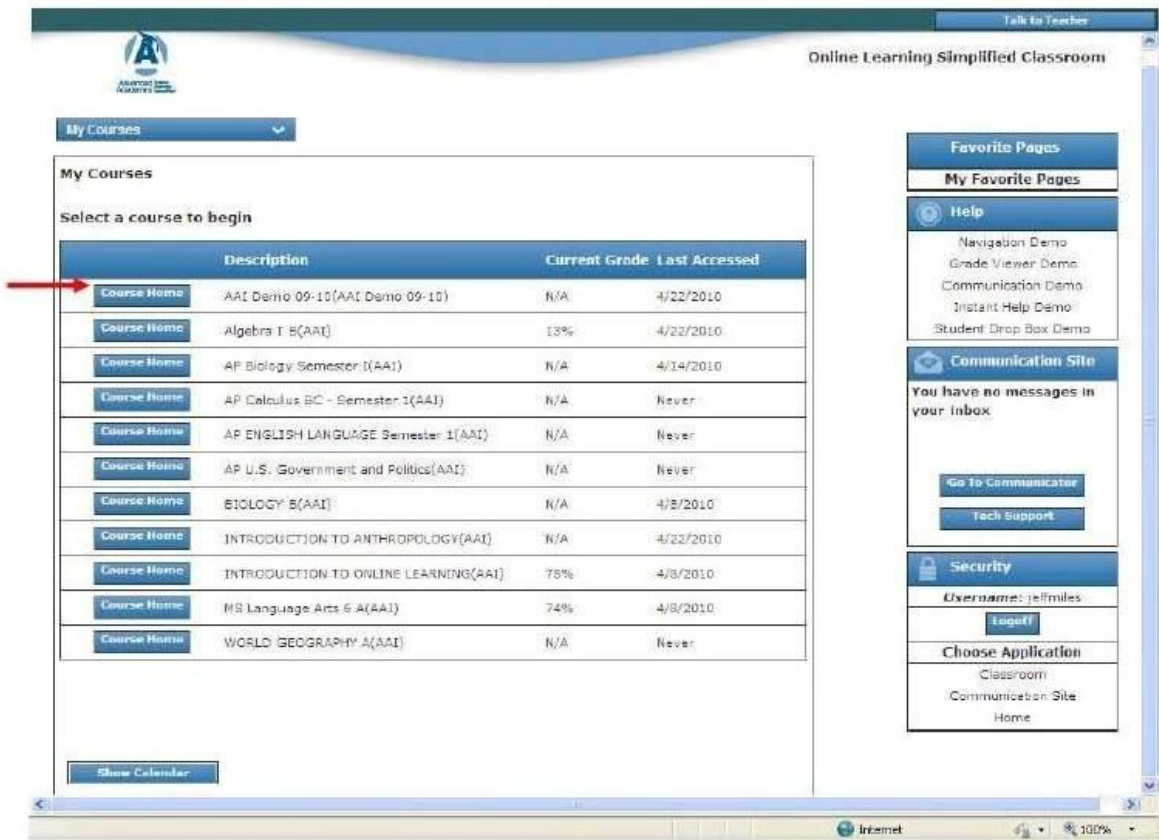 Talk to Teacher
Online Learning Simplified Classroom
Advanced
Academics
My Courses
My Courses
Select a course to begin
Description Current Grade Last Accessed
Course Home AAI Demo 09-10(AAI Demo 09-10) N/A 4/22/2010
Course Home Algebra I B(AAI) 13% 4/22/2010
Course Home AP Biology Semester I(AAI) N/A 4/14/2010
Course Home AP Calculus BC - Semester 1(AAI) N/A Never
Course Home AP ENGLISH LANGUAGE Semester 1(AAI) N/A Never
Course Home AP U.S. Government and Politics(AAI) N/A Never
Course Home BIOLOGY B(AAI) N/A 4/8/2010
Course Home INTRODUCTION TO ANTHROPOLOGY(AAI) N/A 4/22/2010
Course Home INTRODUCTION TO ONLINE LEARNING(AAI) 4/8/2010
Course Home MS Language Arts 6 A(AAI) 74% 4/8/2010
Course Home WORLD GEOGRAPHY A(AAI) N/A Never
Show Calendar
Favorite Pages
My Favorite Pages
Help
Navigation Demo
Grade Viewer Demo
Communication Demo
Instant Help Demo
Student Drop Box Demo
Communication Site
You have no messages in
your inbox
Go To Communicator
Tech Support
Security
Username: jeffmiles
Logoff
Choose Application
Classroom
Communication Site
Home
Internet
100%